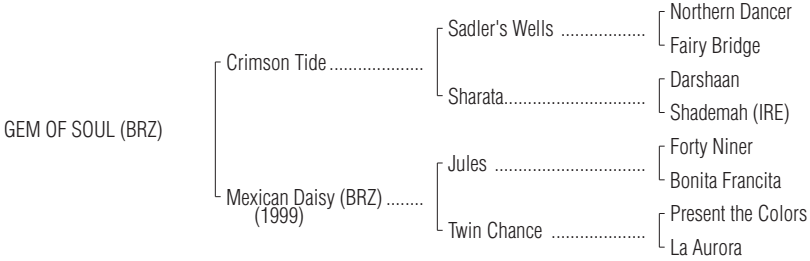 Northern Dancer
Sadler's Wells ...................
Fairy Bridge
Crimson Tide....................
Darshaan
Sharata..............................
Shademah (IRE)
GEM OF SOUL (BRZ)
Forty Niner
Jules ................................
Bonita Francita
Mexican Daisy (BRZ) ........
(1999)
Present the Colors
Twin Chance ....................
La Aurora